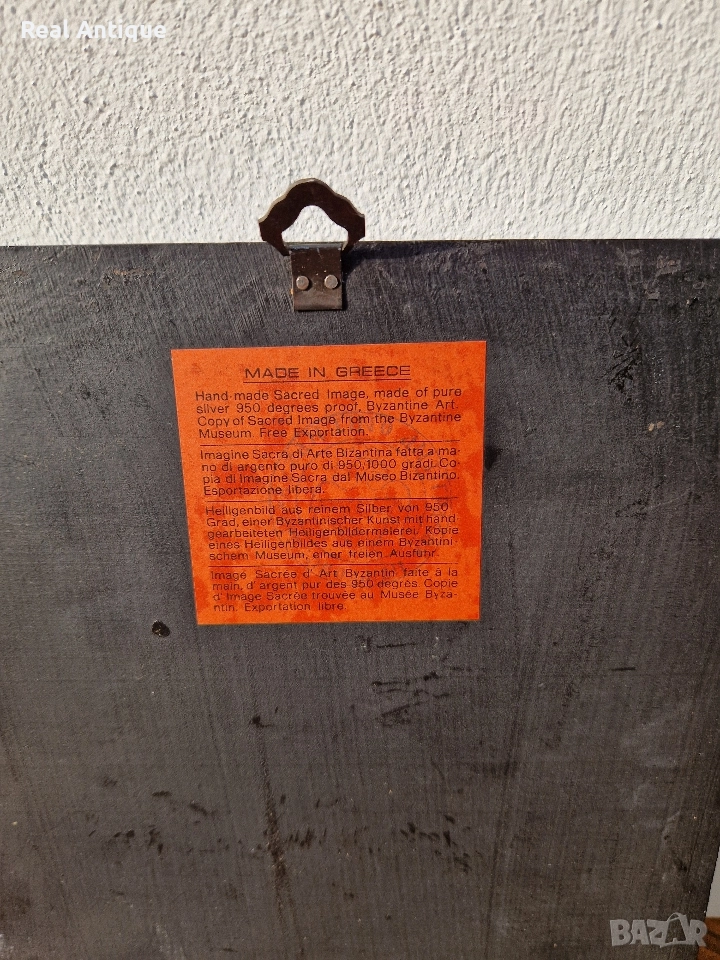 Real Antique
MADE IN GREECE
Hand-made Sacred Image, made of pure
silver 950 degrees proof, Byzantine Art.
Copy of Sacred Image from the Byzantine
Museum Free Exportation.
Imagine Sacra di Arte Bizantina fatta a ma-
no di argento puro di 950/1000 gradi. Co-
pia di Imagine Sacra dal Museo Bizantino.
Esportazione libera.
Heiligenbild aus reinem Silber von 950
Grad, einer Byzantinischer Kunst mit hand
gearbeiteten Heiligenbildermalerei. Kopie
eines Heiligenbildes aus einem Byzantini-
schem Museum, einer freien Ausfuhr.
Image Sacrée d' Art Byzantin, faite à la
main, d' argent pur des 950 degrés Copie
d' Image Sacrée trouvée au Musée Byza-
ntin. Exportation libre.
BAZAR